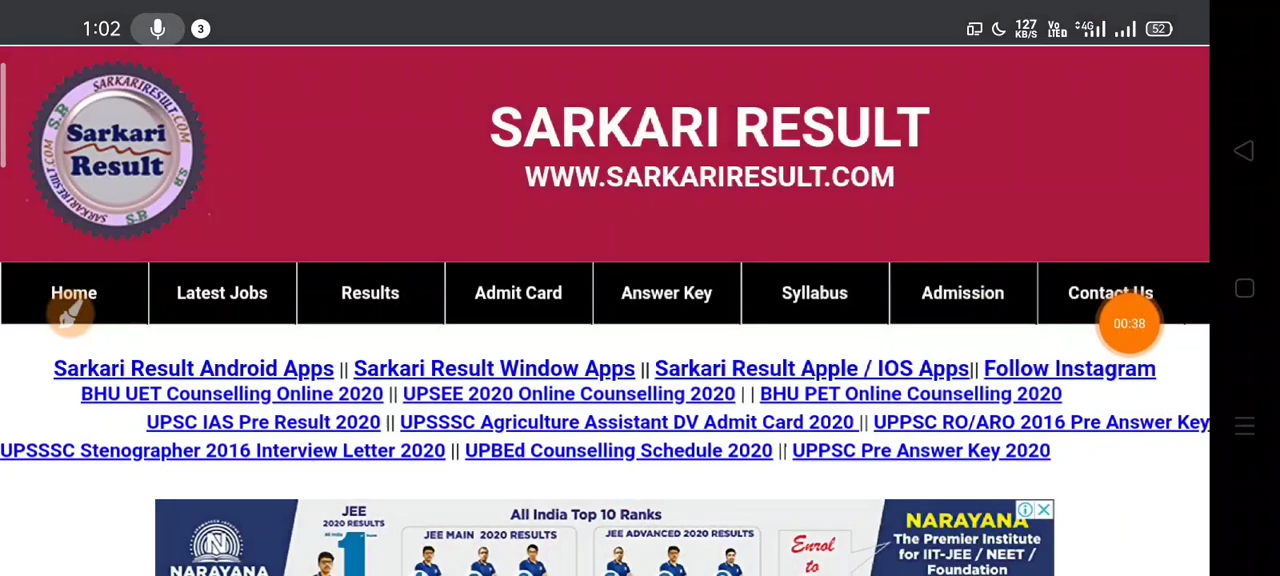 1:02 3 127 KB/S Vo LTED 4G 52
SARKARIRESULT.COM
S.R
Sarkari
Result
SARKARI RESULT
WWW.SARKARIRESULT.COM
Home Latest Jobs Results Admit Card Answer Key Syllabus Admission Contact Us
00:38
Sarkari Result Android Apps || Sarkari Result Window Apps || Sarkari Result Apple / IOS Apps|| Follow Instagram
BHU UET Counselling Online 2020 || UPSEE 2020 Online Counselling 2020 | | BHU PET Online Counselling 2020
UPSC IAS Pre Result 2020 || UPSSSC Agriculture Assistant DV Admit Card 2020 || UPPSC RO/ARO 2016 Pre Answer Key
UPSSSC Stenographer 2016 Interview Letter 2020 || UPBEd Counselling Schedule 2020 || UPPSC Pre Answer Key 2020
NARAYANA
JEE
2020 RESULTS
1
All India Top 10 Ranks
JEE MAIN 2020 RESULTS JEE ADVANCED 2020 RESULTS
Enrol
to
NARAYANA
The Premier Institute
for IIT-JEE / NEET /
Foundation